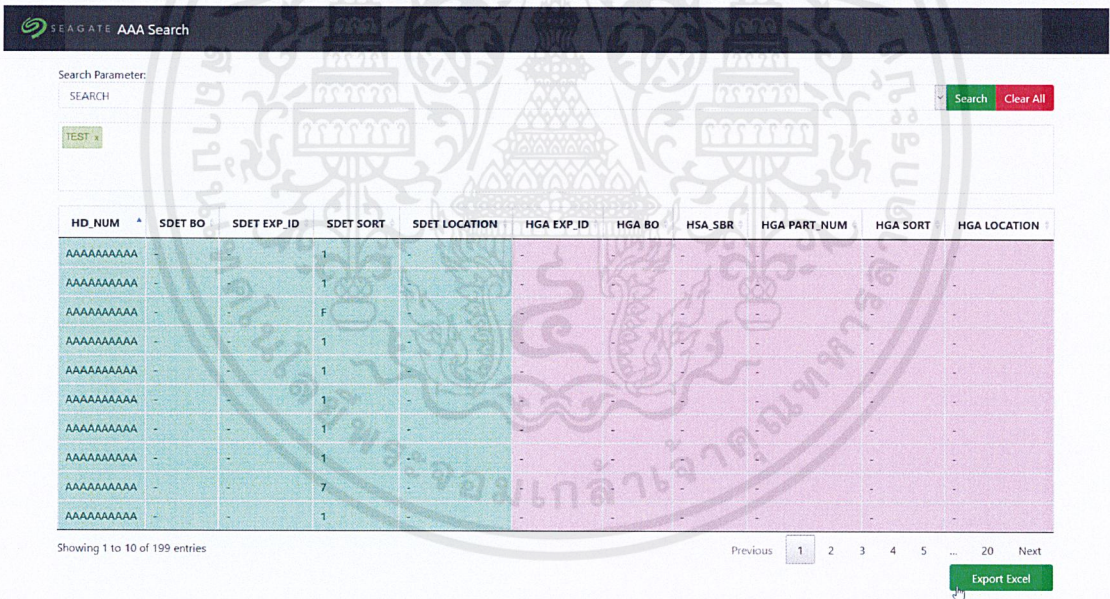 SEAGATE AAA Search
Search Parameter:
SEARCH
Search Clear All
TEST x
HD_NUM SDET BO SDET EXP_ID SDET SORT SDET LOCATION HGA EXP_ID HGA BO HSA_SBR HGA PART_NUM HGA SORT HGA LOCATION
AAAAAAAAAA - - 1 - - - - - - -
AAAAAAAAAA - - 1 - - - - - - -
AAAAAAAAAA - - F - - - - - - -
AAAAAAAAAA - - 1 - - - - - - -
AAAAAAAAAA - - 1 - - - - - - -
AAAAAAAAAA - - 1 - - - - - - -
AAAAAAAAAA - - 1 - - - - - - -
AAAAAAAAAA - - 1 - - - - - - -
AAAAAAAAAA - - 7 - - - - - - -
AAAAAAAAAA - - 1 - - - - - - -
Showing 1 to 10 of 199 entries
Previous 1 2 3 4 5 ... 20 Next
Export Excel